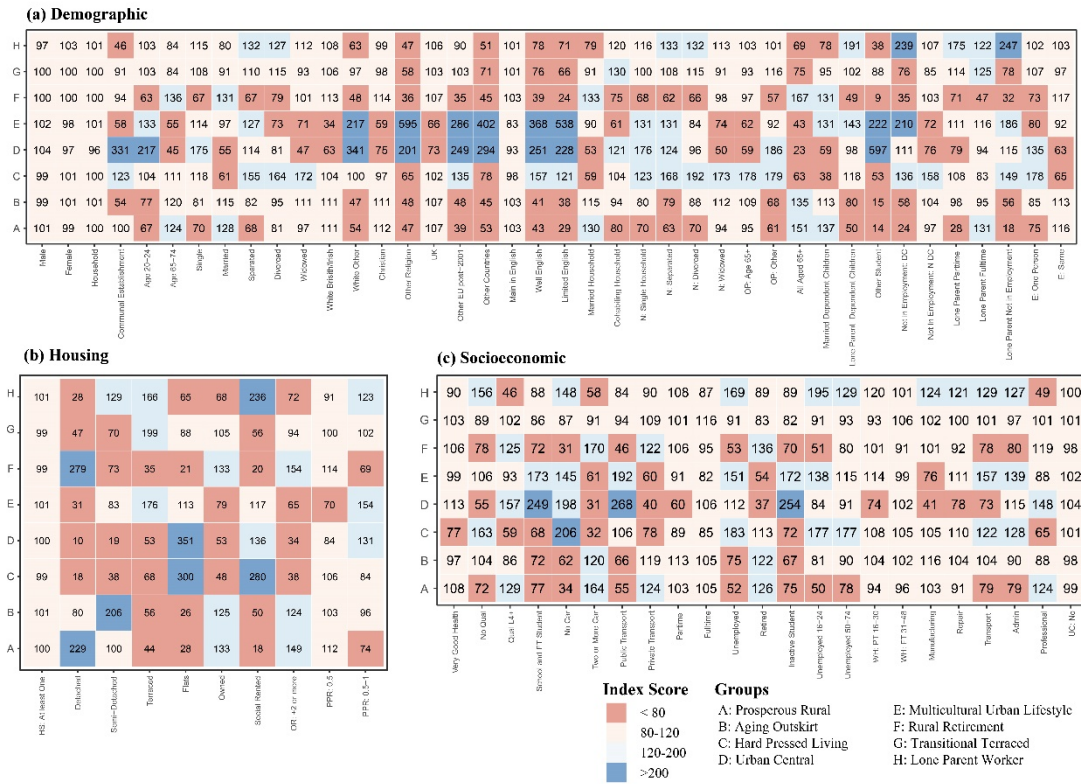 (a) Demographic
H 97 103 101 46 103 84 115 80 132 127 112 108 63 99 47 106 90 51 101 78 71 79 120 116 133 132 113 103 101 69 78 191 38 239 107 175 122 247 102 103
G 100 100 100 91 103 91 110 94 110 115 93 106 97 98 58 103 103 71 103 76 66 91 130 100 108 115 91 93 116 75 95 102 88 76 85 114 125 78 107 97
F 100 100 100 94 63 136 67 131 67 79 101 113 48 114 36 107 35 45 103 39 24 133 75 68 62 66 97 98 57 167 131 49 9 35 103 71 47 32 73 117
E 102 98 101 58 133 55 114 97 127 73 71 34 217 59 595 66 286 402 83 368 538 90 61 131 131 91 74 62 92 40 131 143 222 210 72 111 116 186 80 92
D 104 97 96 331 217 45 175 55 114 81 47 63 341 75 201 73 249 294 93 251 228 53 121 176 124 96 50 59 186 23 59 98 597 111 76 79 94 115 135 63
C 99 101 100 123 104 111 118 61 155 164 172 104 100 97 65 102 135 78 98 157 121 59 104 123 168 192 173 178 179 63 38 118 53 136 158 108 83 149 178 65
B 99 101 101 54 77 120 81 115 82 95 111 111 47 111 48 107 48 45 103 41 38 115 94 80 79 88 112 109 68 135 113 80 15 58 109 104 98 95 56 85 113
A 101 99 100 100 67 124 70 128 68 81 97 111 54 112 47 107 39 53 103 43 29 130 80 70 63 70 94 95 61 151 137 50 14 24 97 95 28 131 18 75 116
Male Female Household Communal Establishment Age 20−24 Age 65−74 Single Married Divorced Widowed White British/Irish White Other Christian Other Religion UK Other EU post−2001 Other Countries Main in English Well English Limited English Married Household Cohabiting Household N: Single Household N: Separated N: Divorced N: Widowed OP: Age 65+ OP: Other All Aged 65+ Married Dependent Children Lone Parent: Dependent Children Other Student Not in Employment: DC Not in Employment: N DC Lone Parent Parttime Lone Parent Fulltime Lone Parent Not in Employment E: One Person E: Same
(b) Housing
H 101 28 129 166 65 68 236 72 91 123
G 99 47 70 199 88 105 56 94 100 102
F 99 279 73 35 21 133 20 154 114 69
E 101 31 83 176 113 79 117 65 70 154
D 100 10 19 53 351 53 136 34 84 131
C 99 18 38 68 300 48 280 38 106 84
B 101 80 206 56 26 125 50 124 103 96
A 100 229 100 44 28 133 18 149 112 74
HS: At least One Detached Semi−Detached Terraced Flats Owned Social Rented OR: +2 or more PPR: 0.5 PPR: 0.5−1
(c) Socioeconomic
H 90 156 46 88 148 58 84 90 108 87 169 89 89 195 129 120 101 124 121 129 127 49 100
G 103 89 102 86 87 91 94 109 101 116 91 83 82 91 93 93 106 98 102 93 97 101 101
F 106 78 125 72 31 170 46 122 101 89 53 136 70 51 80 101 91 93 104 78 80 119 98
E 99 106 93 173 145 61 192 60 91 82 151 54 172 138 115 114 99 76 111 157 139 88 102
D 113 55 157 249 198 31 268 40 60 106 112 37 254 84 91 74 102 41 78 73 115 148 104
C 77 163 59 68 206 32 106 78 89 85 183 112 72 177 177 108 105 105 110 122 128 65 101
B 97 104 86 72 62 120 66 119 113 105 75 122 66 81 90 104 102 116 104 104 90 88 98
A 108 72 129 77 34 164 55 124 103 105 52 126 75 50 78 94 96 103 91 79 79 124 99
Very Good Health No Qual Qual L4+ School and FT Student No Car Two or More Car Public Transport Private Transport Partime Fulltime Unemployed Retired Inactive Student Unemployed 16−24 Unemployed 50−74 WH: PT 16−30 WH: FT 31−48 Manufacturing Repair Transport Admin Professional UC: No
Index Score
< 80
80-120
120-200
>200
Groups
A: Prosperous Rural
B: Aging Outskirt
C: Hard Pressed Living
D: Urban Central
E: Multicultural Urban Lifestyle
F: Rural Retirement
G: Transitional Terraced
H: Lone Parent Worker